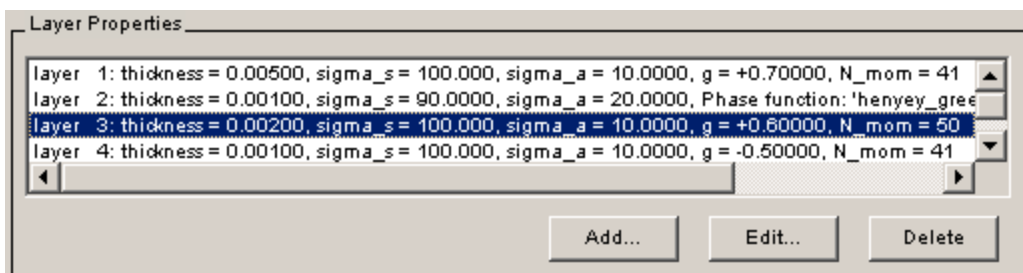 Layer Properties
layer 1: thickness = 0.00500, sigma_s = 100.000, sigma_a = 10.0000, g = +0.70000, N_mom = 41
layer 2: thickness = 0.00100, sigma_s = 90.0000, sigma_a = 20.0000, Phase function: 'henyey_gree
layer 3: thickness = 0.00200, sigma_s = 100.000, sigma_a = 10.0000, g = +0.60000, N_mom = 50
layer 4: thickness = 0.00100, sigma_s = 100.000, sigma_a = 10.0000, g = -0.50000, N_mom = 41
Add... Edit... Delete